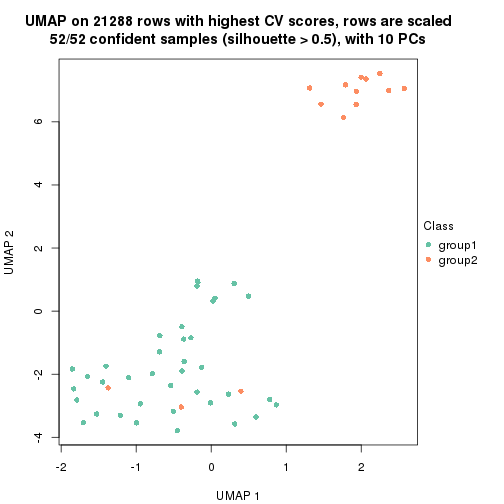 UMAP on 21288 rows with highest CV scores, rows are scaled
52/52 confident samples (silhouette > 0.5), with 10 PCs
6
4
2
0
-2
-4
UMAP 2
-2
-1
0
1
2
UMAP 1
Class
group1
group2